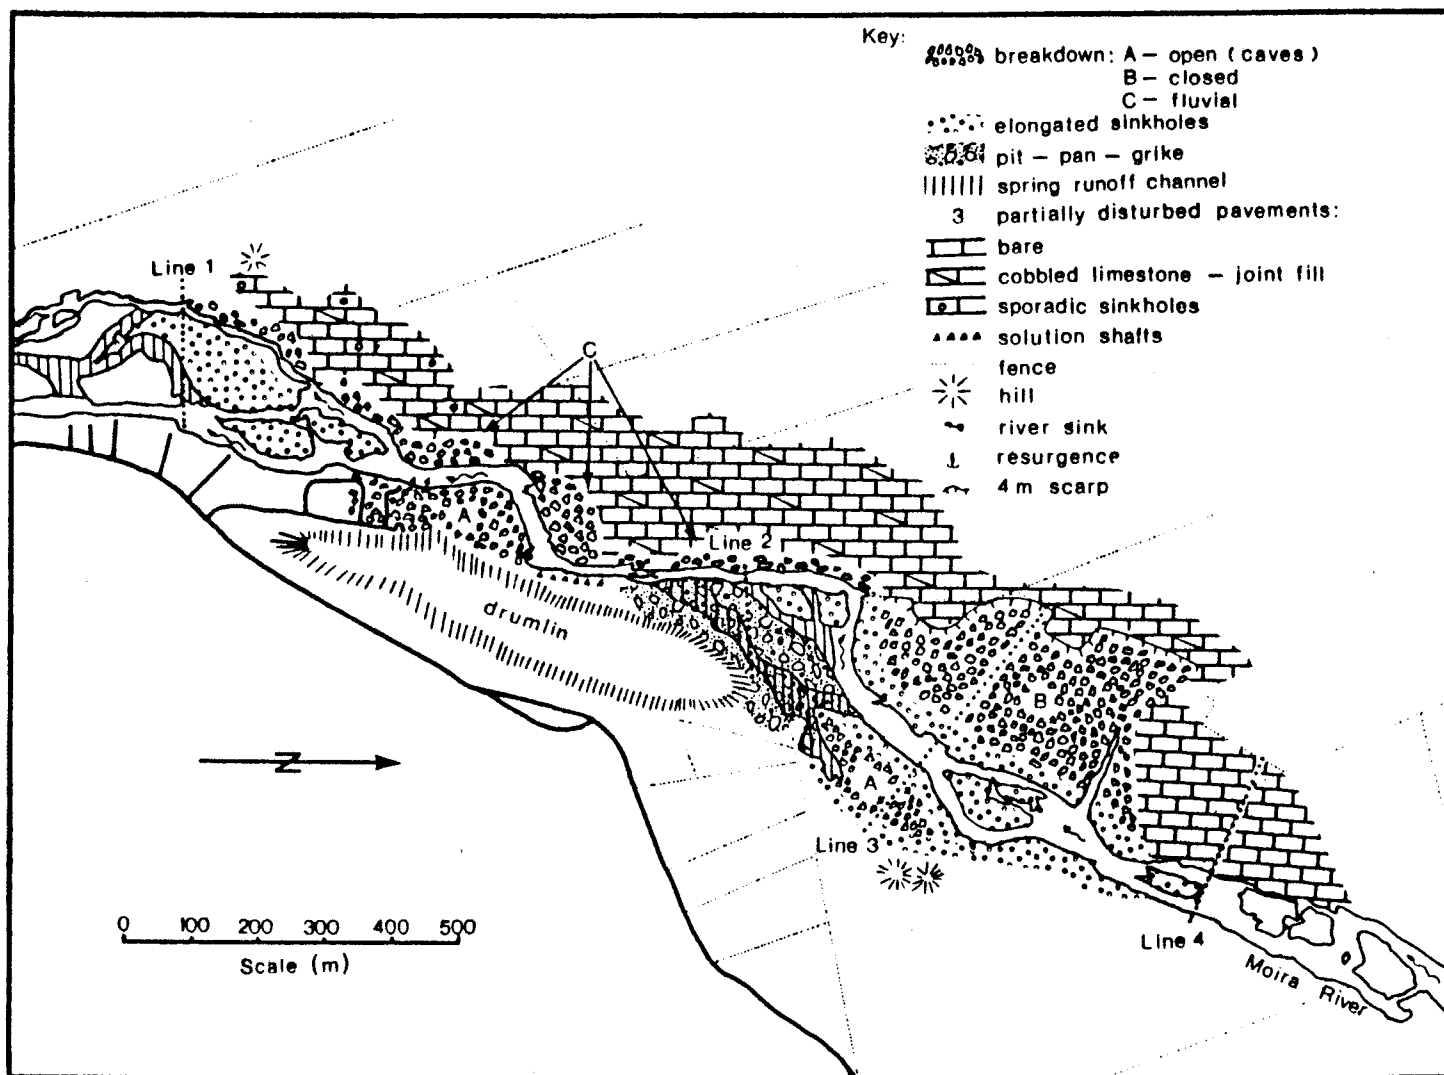 Key:
breakdown: A – open (caves)
B – closed
C – fluvial
elongated sinkholes
pit – pan – grike
spring runoff channel
3 partially disturbed pavements:
bare
cobbled limestone – joint fill
sporadic sinkholes
solution shafts
fence
hill
river sink
resurgence
4m scarp
Line 1
C
A
Line 2
drumlin
B
N
A
Line 3
0 100 200 300 400 500
Scale (m)
Line 4
Moira River